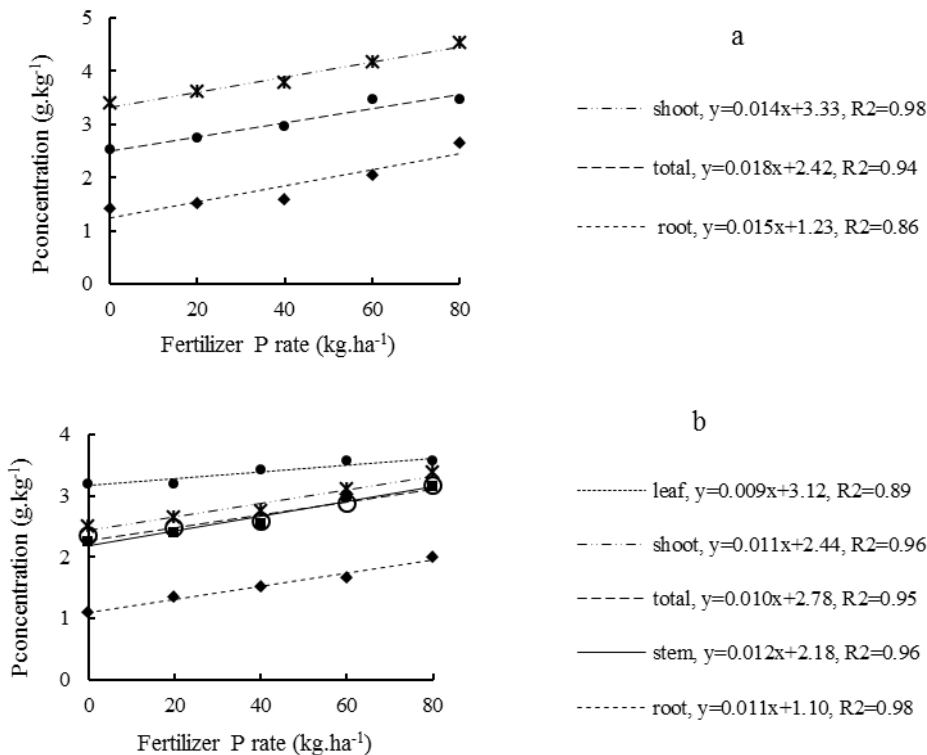 a
5
4
3
2
1
0
Pconcentration (g.kg-1)
0 20 40 60 80
Fertilizer P rate (kg.ha-1)
shoot, y=0.014x+3.33, R2=0.98
total, y=0.018x+2.42, R2=0.94
root, y=0.015x+1.23, R2=0.86
b
4
3
2
1
0
Pconcentration (g.kg-1)
0 20 40 60 80
Fertilizer P rate (kg.ha-1)
leaf, y=0.009x+3.12, R2=0.89
shoot, y=0.011x+2.44, R2=0.96
total, y=0.010x+2.78, R2=0.95
stem, y=0.012x+2.18, R2=0.96
root, y=0.011x+1.10, R2=0.98